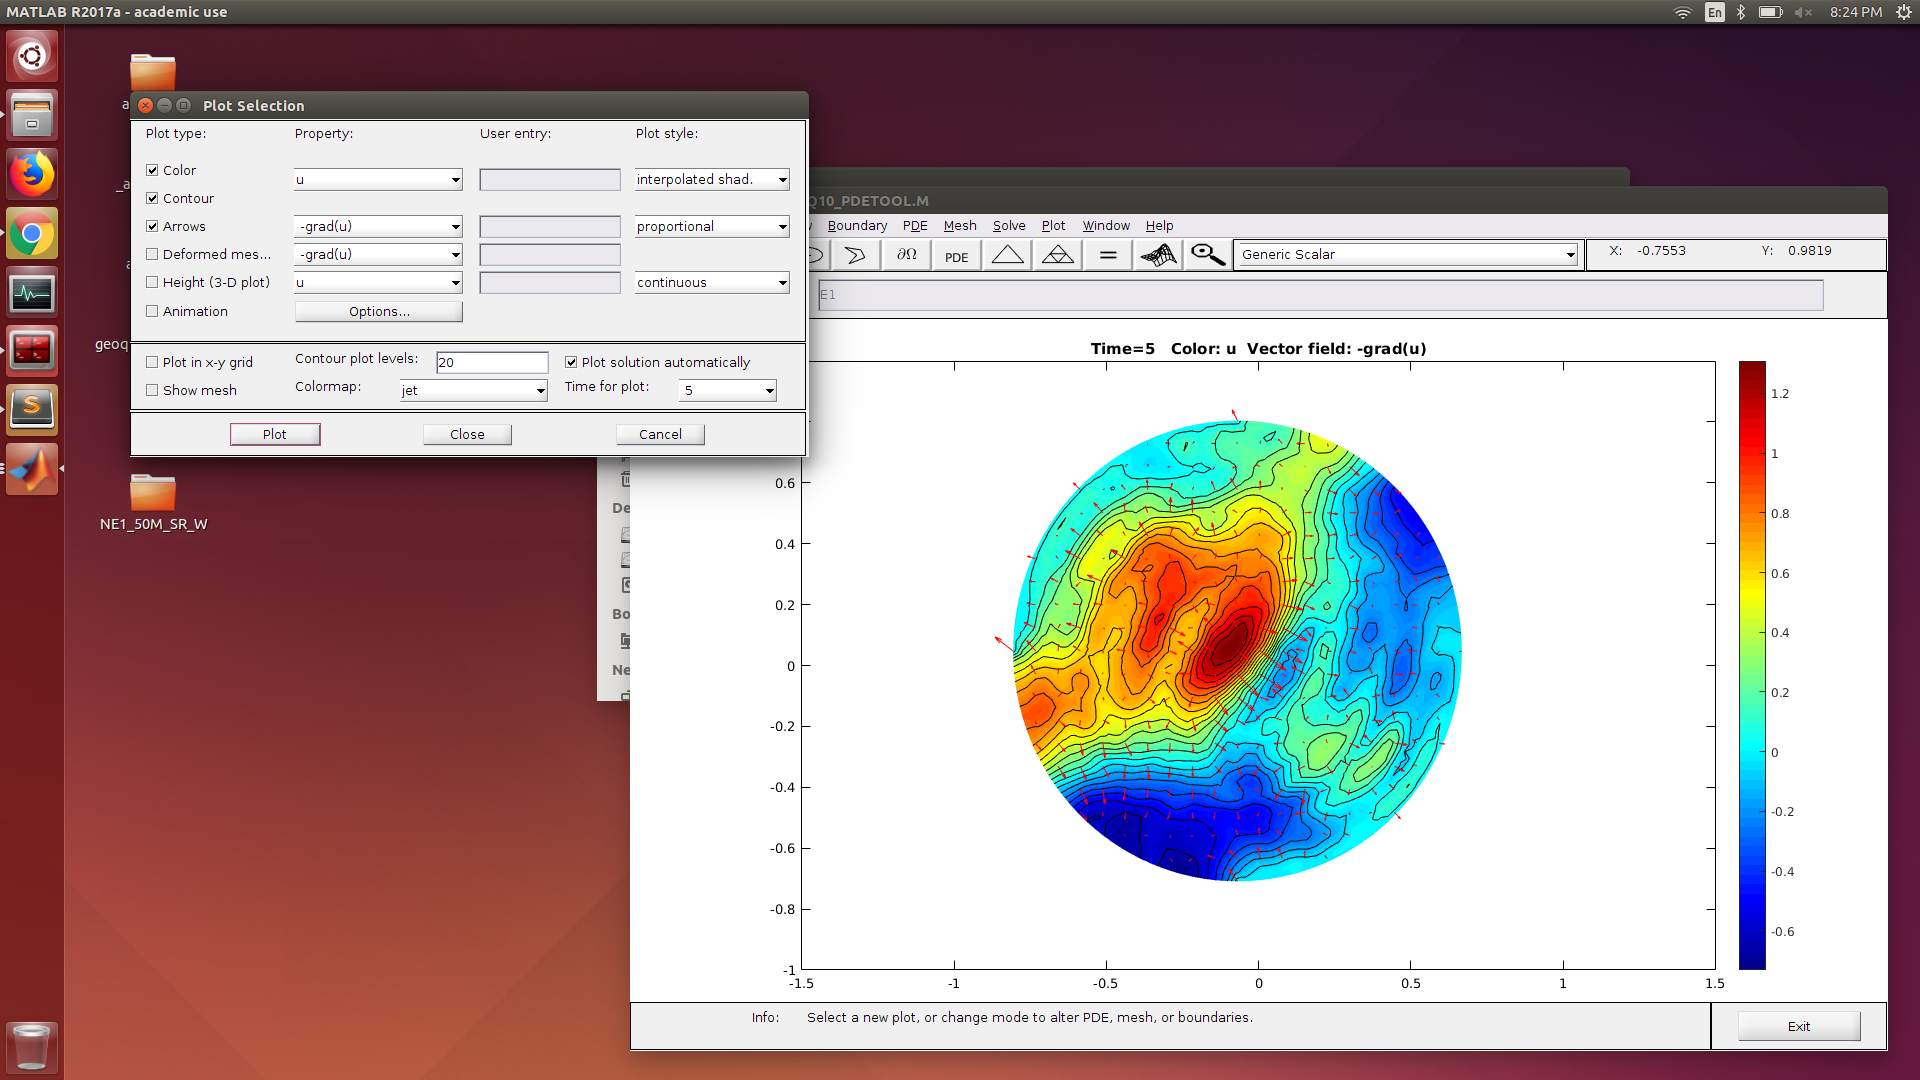 MATLAB R2017a - academic use
En
8:24 PM
Plot Selection
Plot type:
Property:
User entry:
Plot style:
Color
u
interpolated shad.
Contour
Arrows
-grad(u)
proportional
Deformed mes...
-grad(u)
Height (3-D plot)
u
continuous
Animation
Options...
Plot in x-y grid
Contour plot levels:
20
Plot solution automatically
Show mesh
Colormap:
jet
Time for plot:
5
Plot
Close
Cancel
NE1_50M_SR_W
geoq
De
Bo
Ne
Q10_PDETOOL.M
Boundary PDE Mesh Solve Plot Window Help
∂Ω
PDE
=
Generic Scalar
X: -0.7553
Y: 0.9819
E1
Time=5 Color: u Vector field: -grad(u)
0.6
0.4
0.2
0
-0.2
-0.4
-0.6
-0.8
-1
-1.5
-1
-0.5
0
0.5
1
1.5
1.2
1
0.8
0.6
0.4
0.2
0
-0.2
-0.4
-0.6
Info: Select a new plot, or change mode to alter PDE, mesh, or boundaries.
Exit